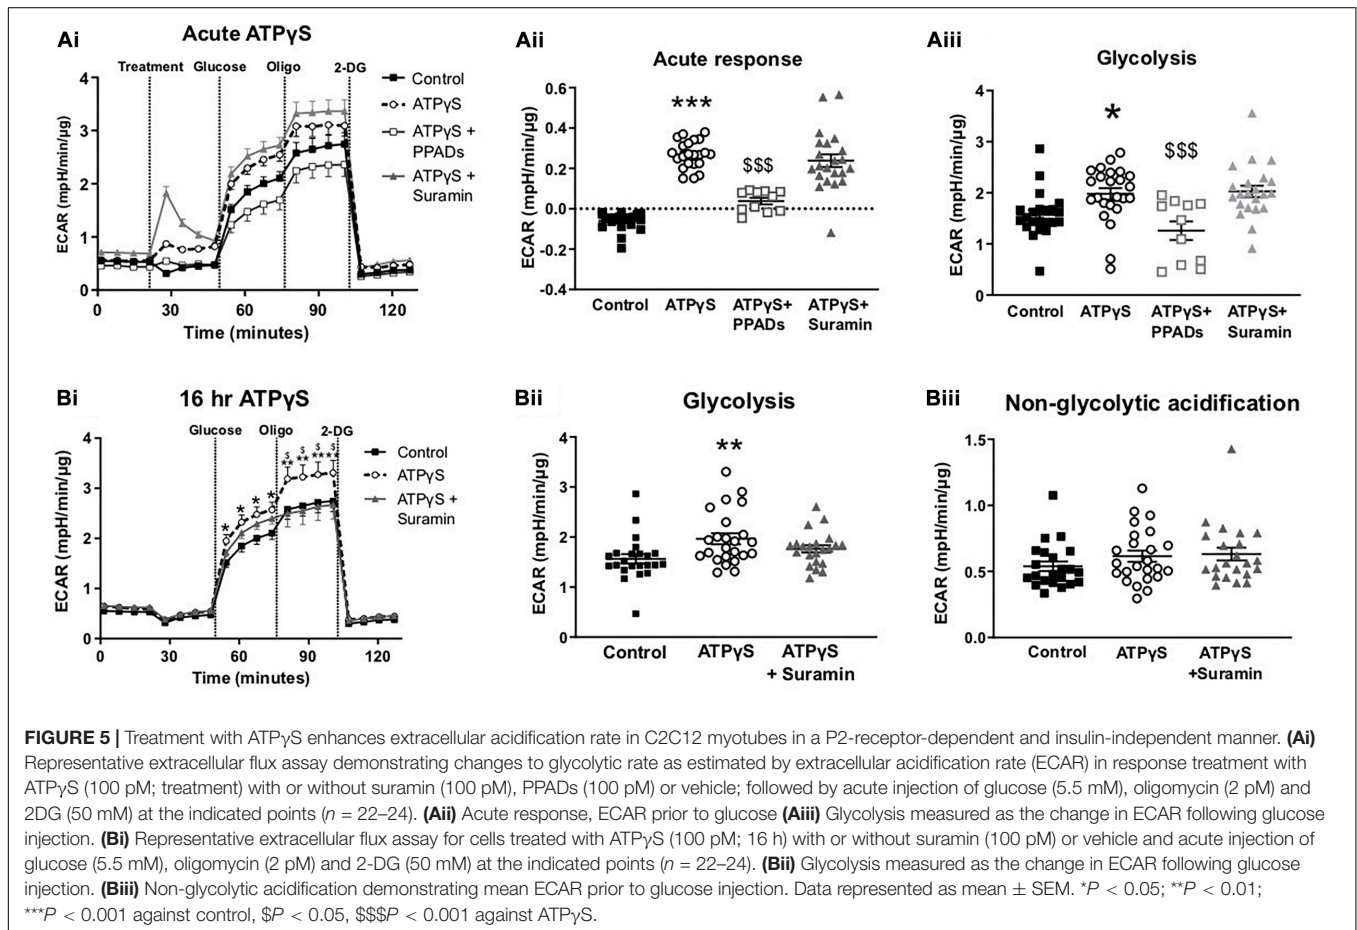 Ai
Acute ATPγS
Treatment Glucose Oligo 2-DG
ECAR (mpH/min/µg)
4
3
2
1
0
0 30 60 90 120
Time (minutes)
Control
ATPγS
ATPγS +
PPADs
ATPγS +
Suramin
Aii
Acute response
ECAR (mpH/min/µg)
0.6
0.4
0.2
0.0
-0.2
-0.4
***
$$$
Control ATPγS ATPγS+ ATPγS+
PPADs Suramin
Aiii
Glycolysis
ECAR (mpH/min/µg)
4
3
2
1
0
*
$$$
Control ATPγS ATPγS+ ATPγS+
PPADs Suramin
Bi
16 hr ATPγS
Glucose Oligo 2-DG
ECAR (mpH/min/µg)
4
3
2
1
0
* * * *
$ $ $ $
** ** ** **
0 30 60 90 120
Time (minutes)
Control
ATPγS
ATPγS +
Suramin
Bii
Glycolysis
ECAR (mpH/min/µg)
4
3
2
1
0
**
Control ATPγS ATPγS
+ Suramin
Biii
Non-glycolytic acidification
ECAR (mpH/min/µg)
1.5
1.0
0.5
0.0
Control ATPγS ATPγS
+Suramin
FIGURE 5 | Treatment with ATPγS enhances extracellular acidification rate in C2C12 myotubes in a P2-receptor-dependent and insulin-independent manner. (Ai)
Representative extracellular flux assay demonstrating changes to glycolytic rate as estimated by extracellular acidification rate (ECAR) in response treatment with
ATPγS (100 pM; treatment) with or without suramin (100 pM), PPADs (100 pM) or vehicle; followed by acute injection of glucose (5.5 mM), oligomycin (2 pM) and
2DG (50 mM) at the indicated points (n = 22–24). (Aii) Acute response, ECAR prior to glucose (Aiii) Glycolysis measured as the change in ECAR following glucose
injection. (Bi) Representative extracellular flux assay for cells treated with ATPγS (100 pM; 16 h) with or without suramin (100 pM) or vehicle and acute injection of
glucose (5.5 mM), oligomycin (2 pM) and 2-DG (50 mM) at the indicated points (n = 22–24). (Bii) Glycolysis measured as the change in ECAR following glucose
injection. (Biii) Non-glycolytic acidification demonstrating mean ECAR prior to glucose injection. Data represented as mean ± SEM. *P < 0.05; **P < 0.01;
***P < 0.001 against control, $P < 0.05, $$$P < 0.001 against ATPγS.